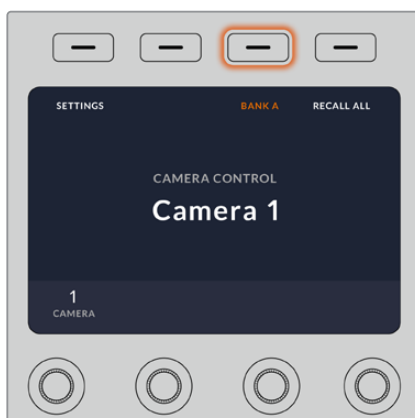 SETTINGS BANK A RECALL ALL
CAMERA CONTROL
Camera 1
1
CAMERA